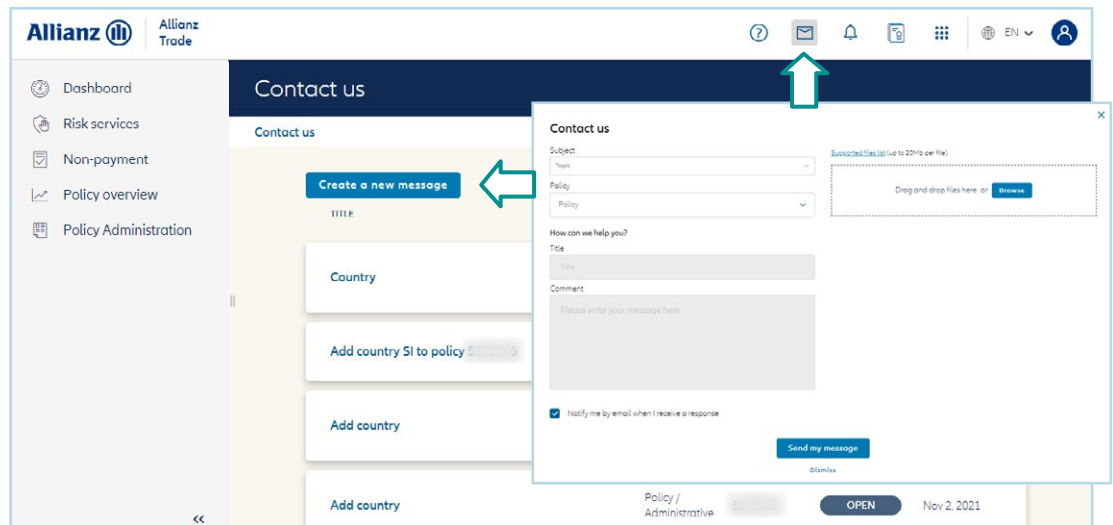 Allianz
Allianz
Trade
EN
Dashboard
Risk services
Non-payment
Policy overview
Policy Administration
Contact us
Contact us
Create a new message
TITLE
Country
Add country SI to policy
Add country
Add country
Policy /
Administrative
OPEN
Nov 2, 2021
Contact us
Subject
Topic
Policy
Policy
How can we help you?
Title
Title
Comment
Please write your message here
Notify me by email when I receive a response
Supported files list (up to 20Mb per file).
Drag and drop files here or Browse
Send my message
Dismiss